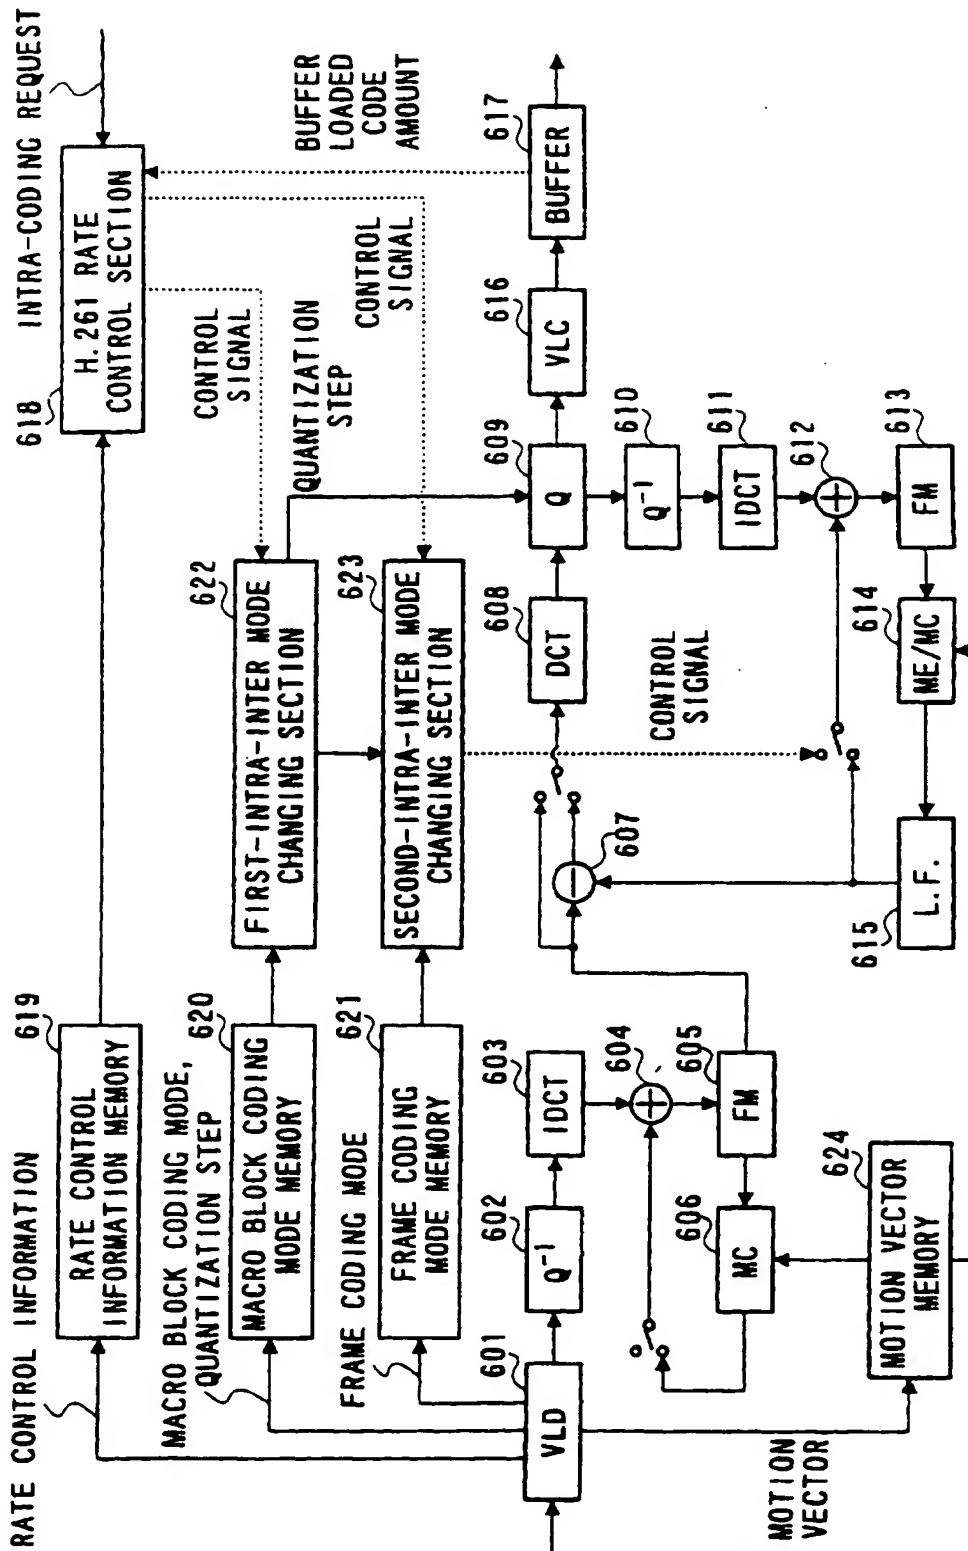 RATE CONTROL INFORMATION
619
RATE CONTROL
INFORMATION MEMORY
618
H.261 RATE
CONTROL SECTION
INTRA-CODING REQUEST
MACRO BLOCK CODING MODE,
QUANTIZATION STEP
620
MACRO BLOCK CODING
MODE MEMORY
622
FIRST-INTRA-INTER MODE
CHANGING SECTION
CONTROL
SIGNAL
QUANTIZATION
STEP
BUFFER
LOADED
CODE
AMOUNT
FRAME CODING MODE
621
FRAME CODING
MODE MEMORY
623
SECOND-INTRA-INTER MODE
CHANGING SECTION
CONTROL
SIGNAL
601
VLD
602
Q-1
603
IDCT
604
+
605
FM
606
MC
607
−
608
DCT
609
Q
616
VLC
617
BUFFER
610
Q-1
611
IDCT
612
+
613
FM
CONTROL
SIGNAL
614
ME/MC
615
L.F.
MOTION
VECTOR
624
MOTION VECTOR
MEMORY